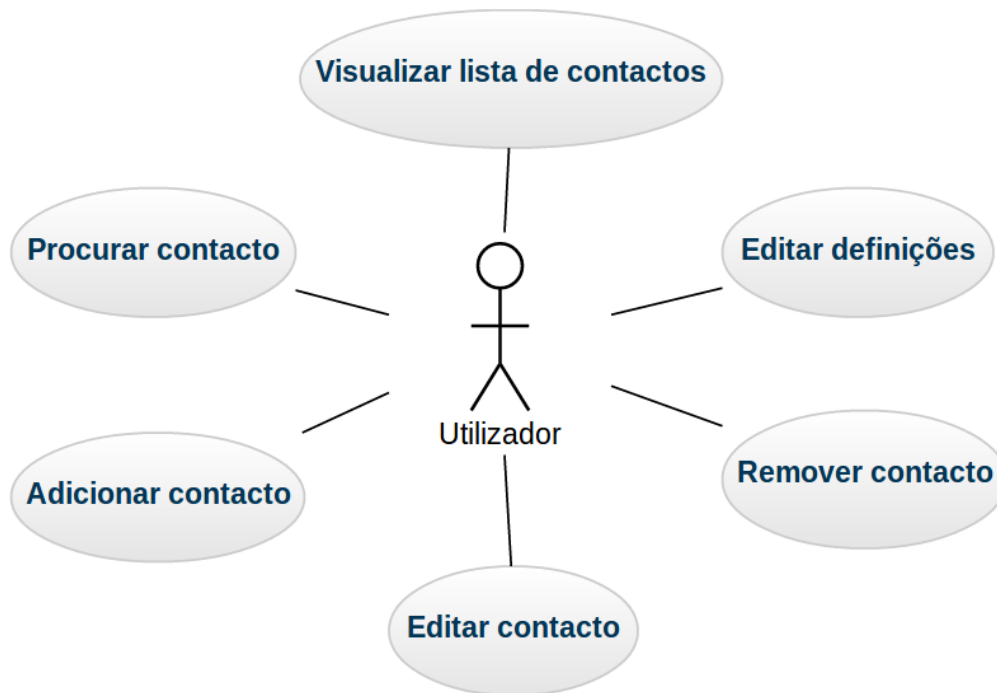 Visualizar lista de contactos
Procurar contacto
Editar definições
Utilizador
Adicionar contacto
Remover contacto
Editar contacto